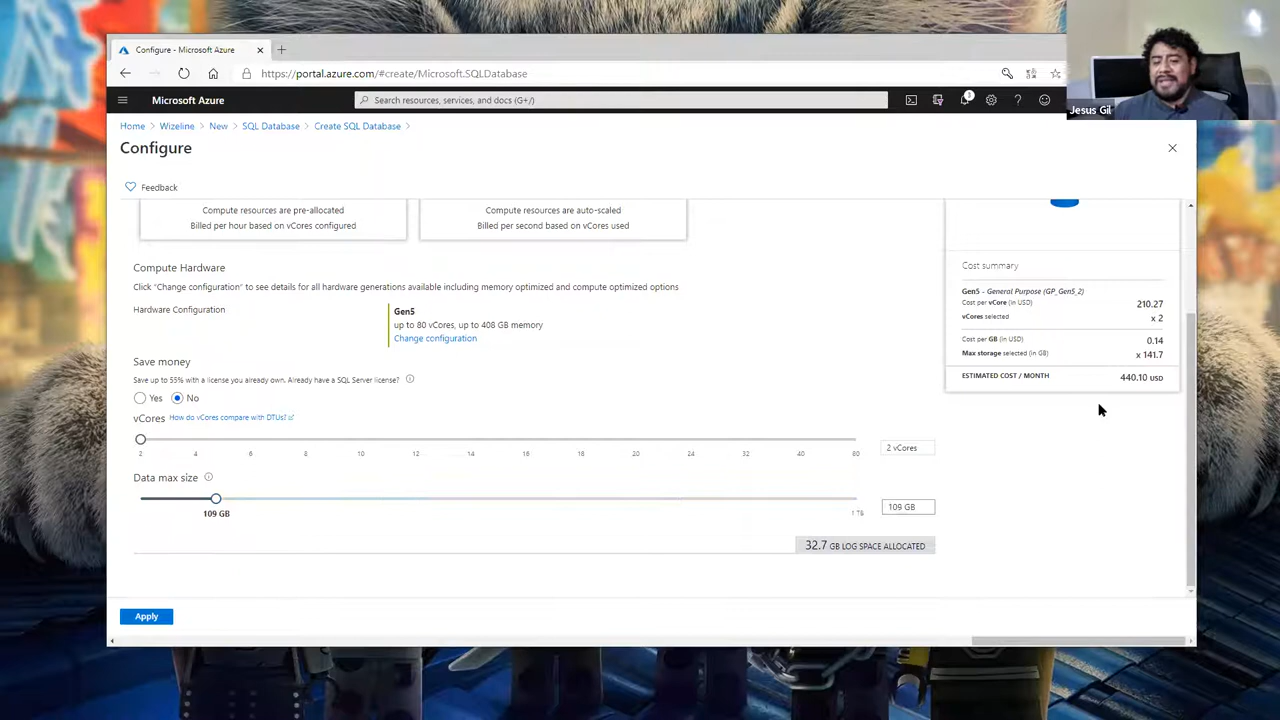 Configure - Microsoft Azure
https://portal.azure.com/#create/Microsoft.SQLDatabase
Microsoft Azure
Search resources, services, and docs (G+/)
3
Jesus Gil
Home > Wizeline > New > SQL Database > Create SQL Database >
Configure
Feedback
Compute resources are pre-allocated
Billed per hour based on vCores configured
Compute resources are auto-scaled
Billed per second based on vCores used
Compute Hardware
Click "Change configuration" to see details for all hardware generations available including memory optimized and compute optimized options
Hardware Configuration
Gen5
up to 80 vCores, up to 408 GB memory
Change configuration
Save money
Save up to 55% with a license you already own. Already have a SQL Server license?
Yes No
vCores How do vCores compare with DTUs?
2 4 6 8 10 12 14 16 18 20 24 32 40 80
2 vCores
Data max size
109 GB
1 TB
109 GB
32.7 GB LOG SPACE ALLOCATED
Apply
Cost summary
Gen5 - General Purpose (GP_Gen5_2)
Cost per vCore (in USD) 210.27
vCores selected x 2
Cost per GB (in USD) 0.14
Max storage selected (in GB) x 141.7
ESTIMATED COST / MONTH 440.10 USD